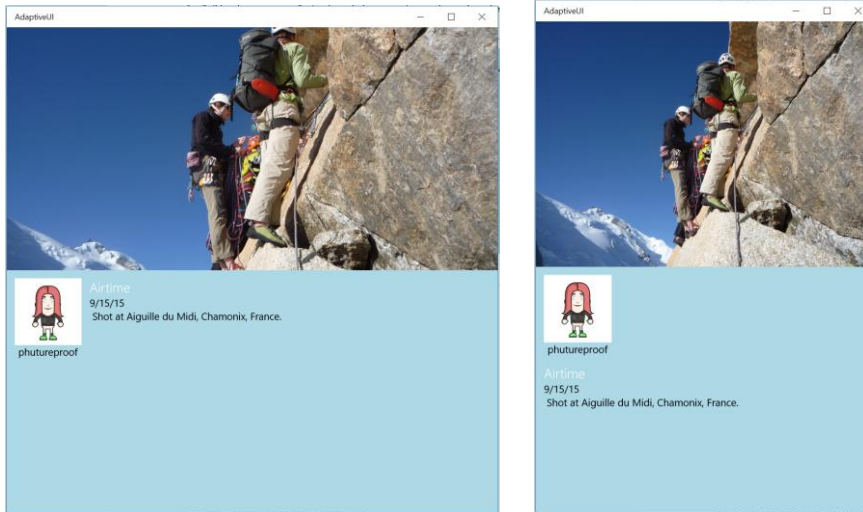 AdaptiveUI
Airtime
9/15/15
Shot at Aiguille du Midi, Chamonix, France.
phutureproof
AdaptiveUI
phutureproof
Airtime
9/15/15
Shot at Aiguille du Midi, Chamonix, France.